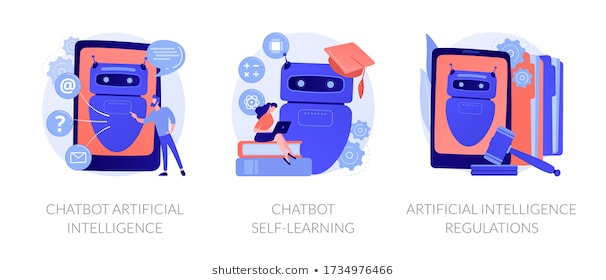 @
?
CHATBOT ARTIFICIAL
INTELLIGENCE
CHATBOT
SELF-LEARNING
ARTIFICIAL INTELLIGENCE
REGULATIONS
shutterstock.com • 1734976466